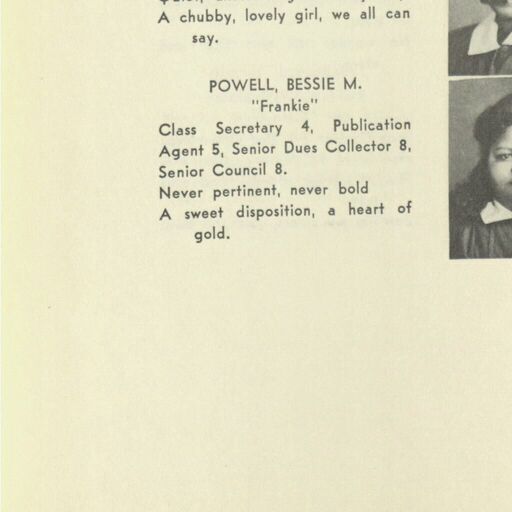 A chubby, lovely girl, we all can
say.
POWELL, BESSIE M.
"Frankie"
Class Secretary 4, Publication
Agent 5, Senior Dues Collector 8,
Senior Council 8.
Never pertinent, never bold
A sweet disposition, a heart of
gold.